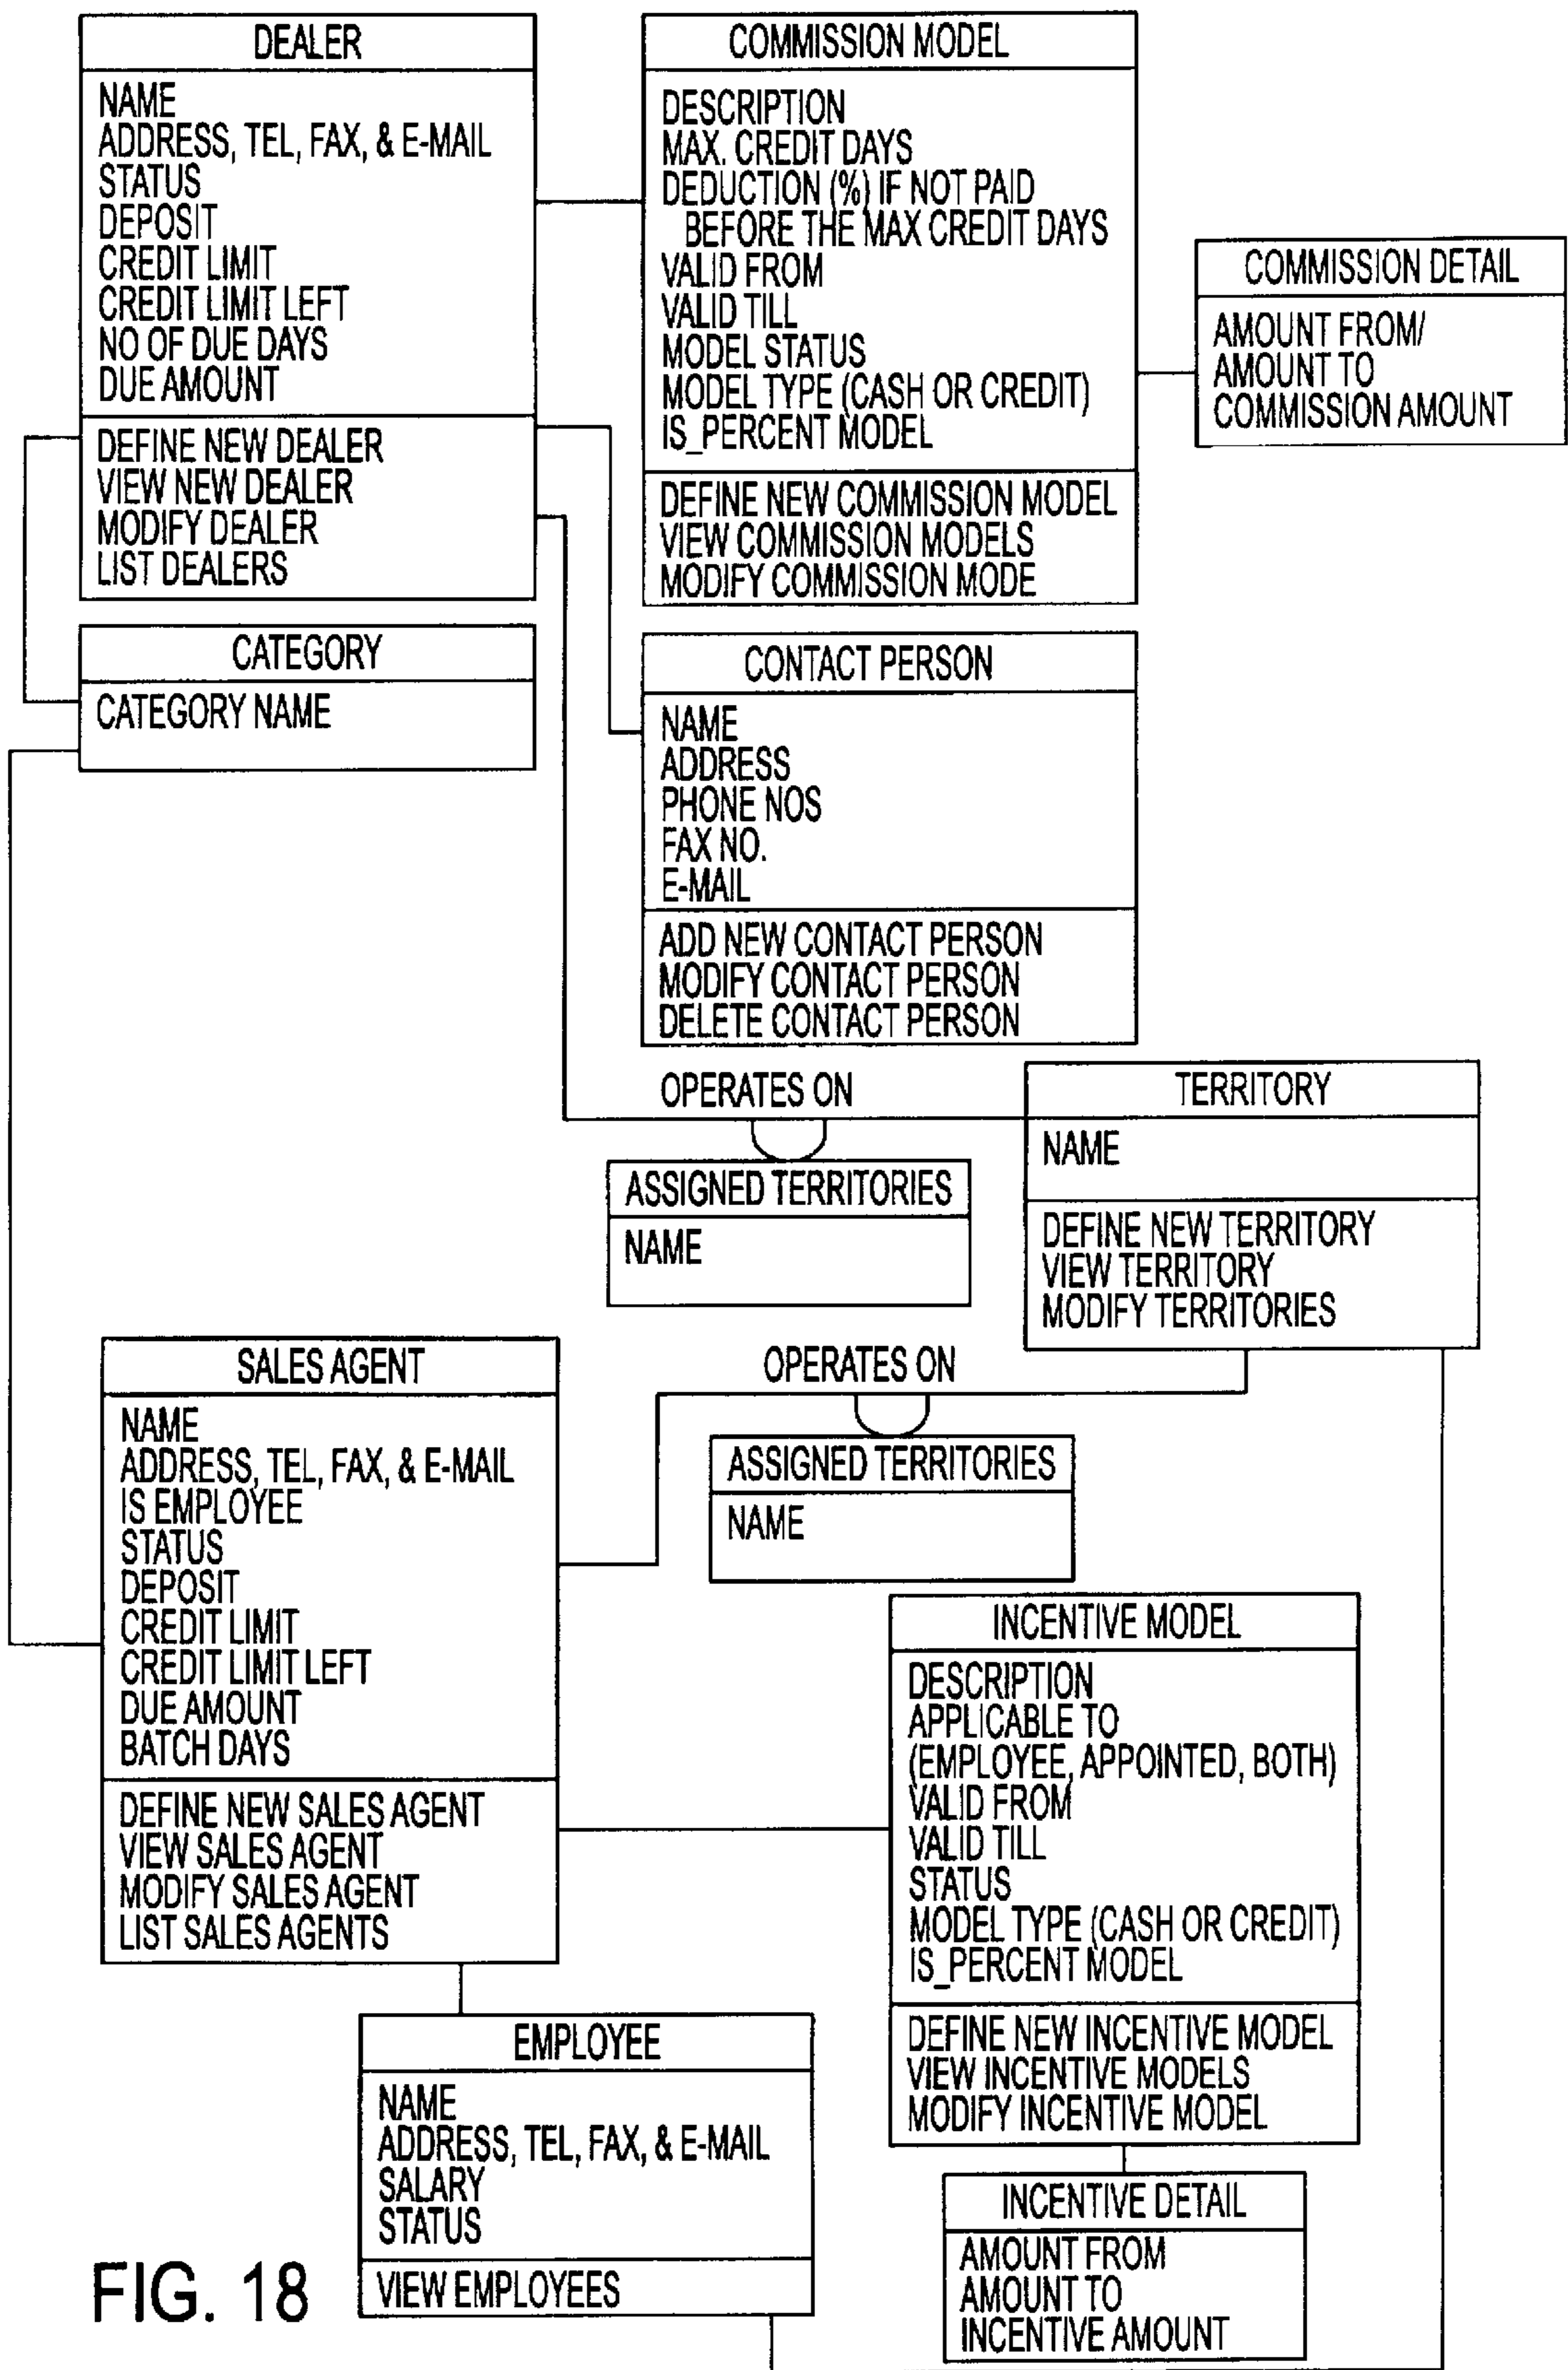 DEALER
NAME
ADDRESS, TEL, FAX, & E-MAIL
STATUS
DEPOSIT
CREDIT LIMIT
CREDIT LIMIT LEFT
NO OF DUE DAYS
DUE AMOUNT
DEFINE NEW DEALER
VIEW NEW DEALER
MODIFY DEALER
LIST DEALERS
COMMISSION MODEL
DESCRIPTION
MAX. CREDIT DAYS
DEDUCTION (%) IF NOT PAID
BEFORE THE MAX CREDIT DAYS
VALID FROM
VALID TILL
MODEL STATUS
MODEL TYPE (CASH OR CREDIT)
IS_PERCENT MODEL
DEFINE NEW COMMISSION MODEL
VIEW COMMISSION MODELS
MODIFY COMMISSION MODE
COMMISSION DETAIL
AMOUNT FROM/
AMOUNT TO
COMMISSION AMOUNT
CATEGORY
CATEGORY NAME
CONTACT PERSON
NAME
ADDRESS
PHONE NOS
FAX NO.
E-MAIL
ADD NEW CONTACT PERSON
MODIFY CONTACT PERSON
DELETE CONTACT PERSON
OPERATES ON
ASSIGNED TERRITORIES
NAME
TERRITORY
NAME
DEFINE NEW TERRITORY
VIEW TERRITORY
MODIFY TERRITORIES
SALES AGENT
NAME
ADDRESS, TEL, FAX, & E-MAIL
IS EMPLOYEE
STATUS
DEPOSIT
CREDIT LIMIT
CREDIT LIMIT LEFT
DUE AMOUNT
BATCH DAYS
DEFINE NEW SALES AGENT
VIEW SALES AGENT
MODIFY SALES AGENT
LIST SALES AGENTS
OPERATES ON
ASSIGNED TERRITORIES
NAME
INCENTIVE MODEL
DESCRIPTION
APPLICABLE TO
(EMPLOYEE, APPOINTED, BOTH)
VALID FROM
VALID TILL
STATUS
MODEL TYPE (CASH OR CREDIT)
IS_PERCENT MODEL
DEFINE NEW INCENTIVE MODEL
VIEW INCENTIVE MODELS
MODIFY INCENTIVE MODEL
EMPLOYEE
NAME
ADDRESS, TEL, FAX, & E-MAIL
SALARY
STATUS
VIEW EMPLOYEES
INCENTIVE DETAIL
AMOUNT FROM
AMOUNT TO
INCENTIVE AMOUNT
FIG. 18